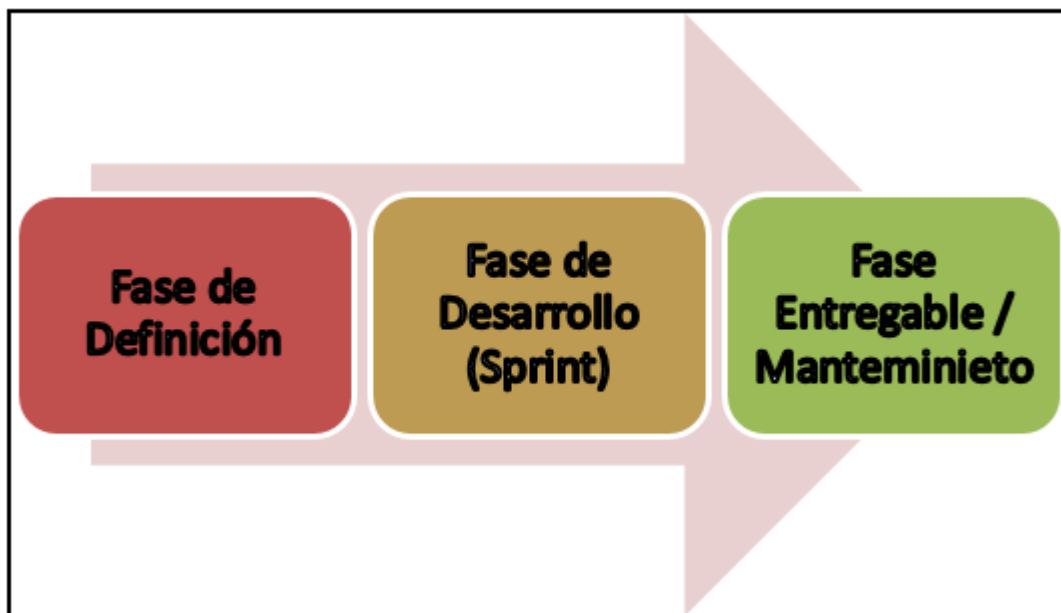 Fase de
Definición
Fase de
Desarrollo
(Sprint)
Fase
Entregable /
Manteminieto